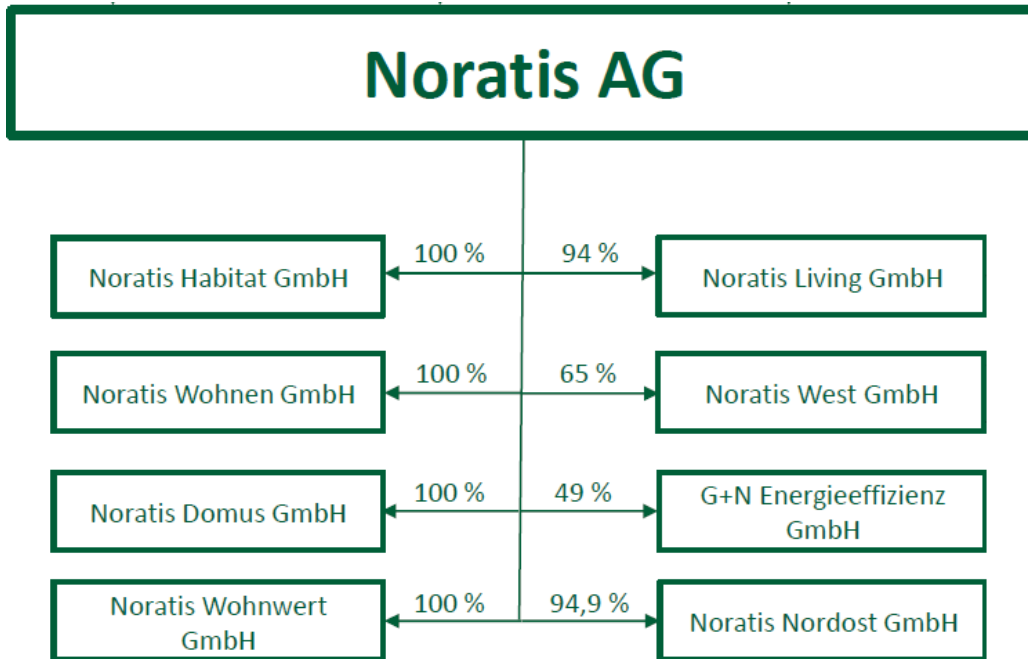 Noratis AG
Noratis Habitat GmbH
100 %
94 %
Noratis Living GmbH
Noratis Wohnen GmbH
100 %
65 %
Noratis West GmbH
Noratis Domus GmbH
100 %
49 %
G+N Energieeffizienz
GmbH
Noratis Wohnwert
GmbH
100 %
94,9 %
Noratis Nordost GmbH